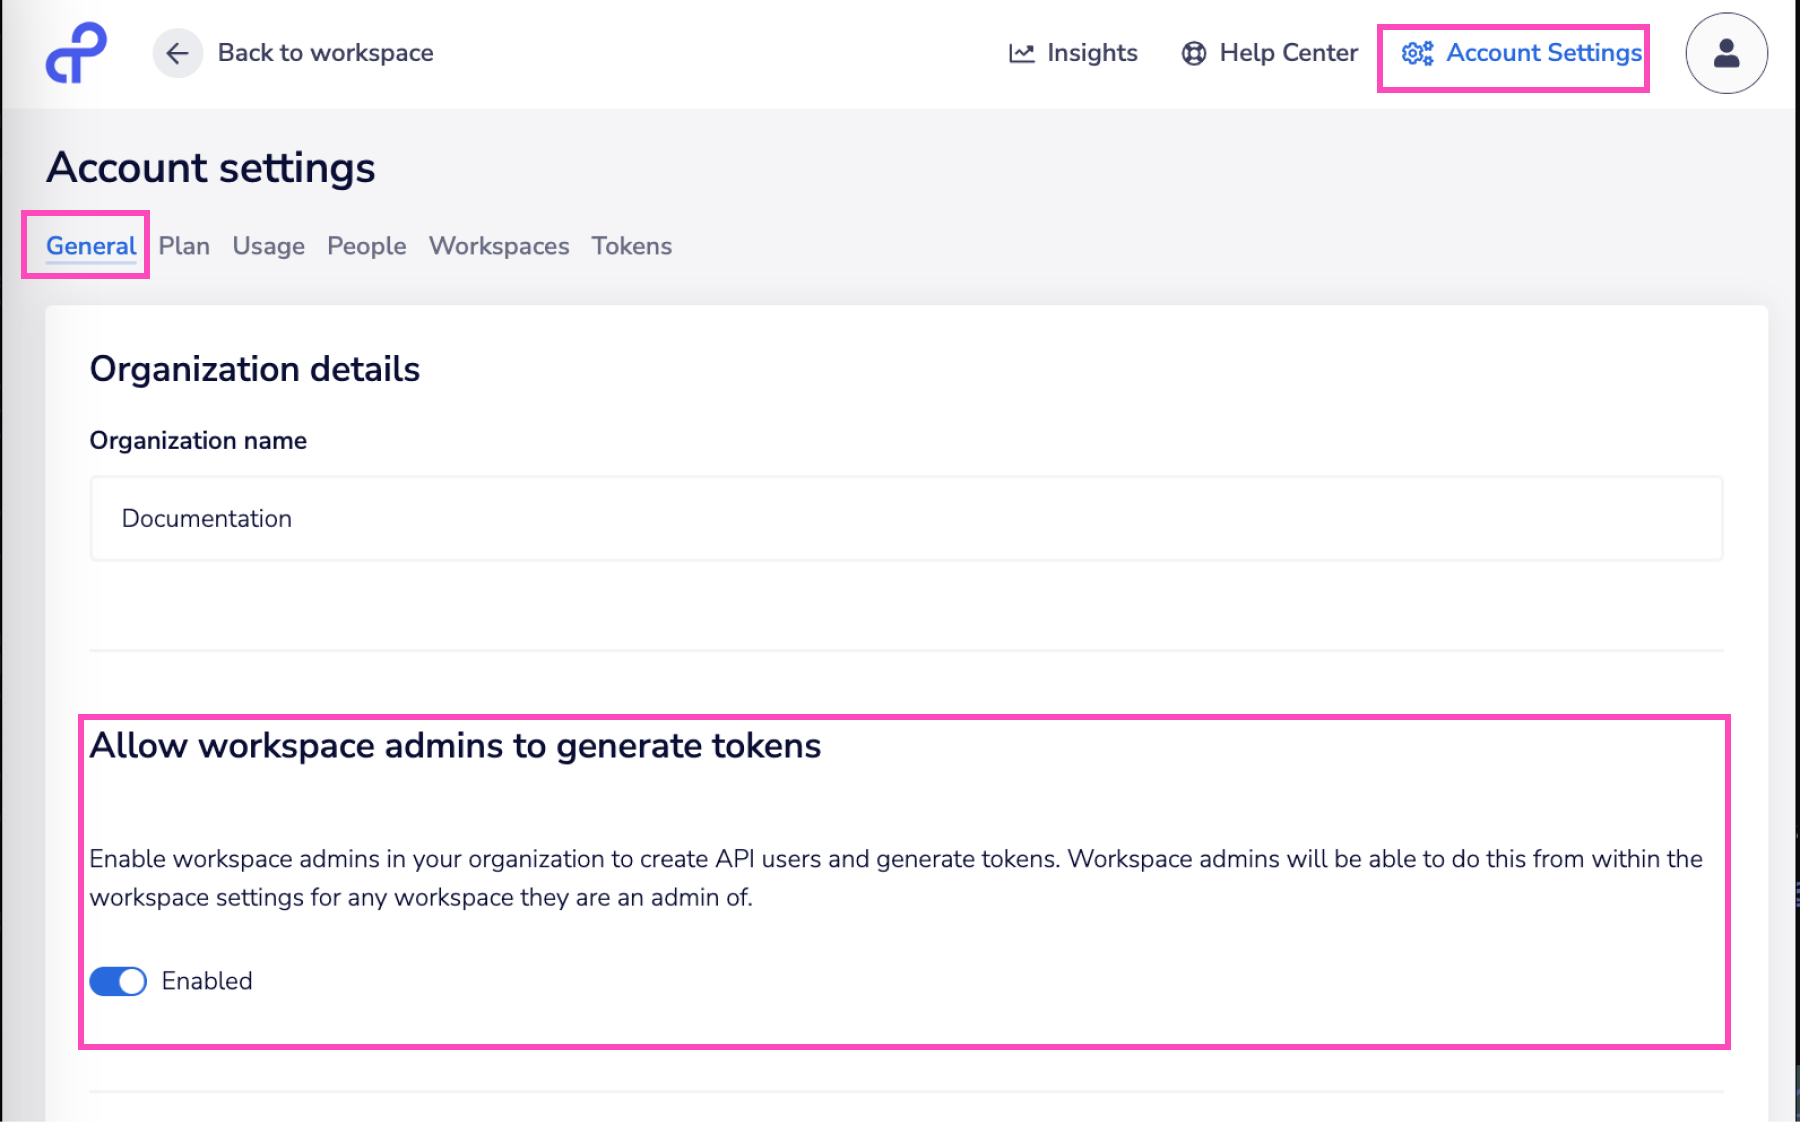 Back to workspace
Insights
Help Center
Account Settings
Account settings
General
Plan
Usage
People
Workspaces
Tokens
Organization details
Organization name
Documentation
Allow workspace admins to generate tokens
Enable workspace admins in your organization to create API users and generate tokens. Workspace admins will be able to do this from within the
workspace settings for any workspace they are an admin of.
Enabled